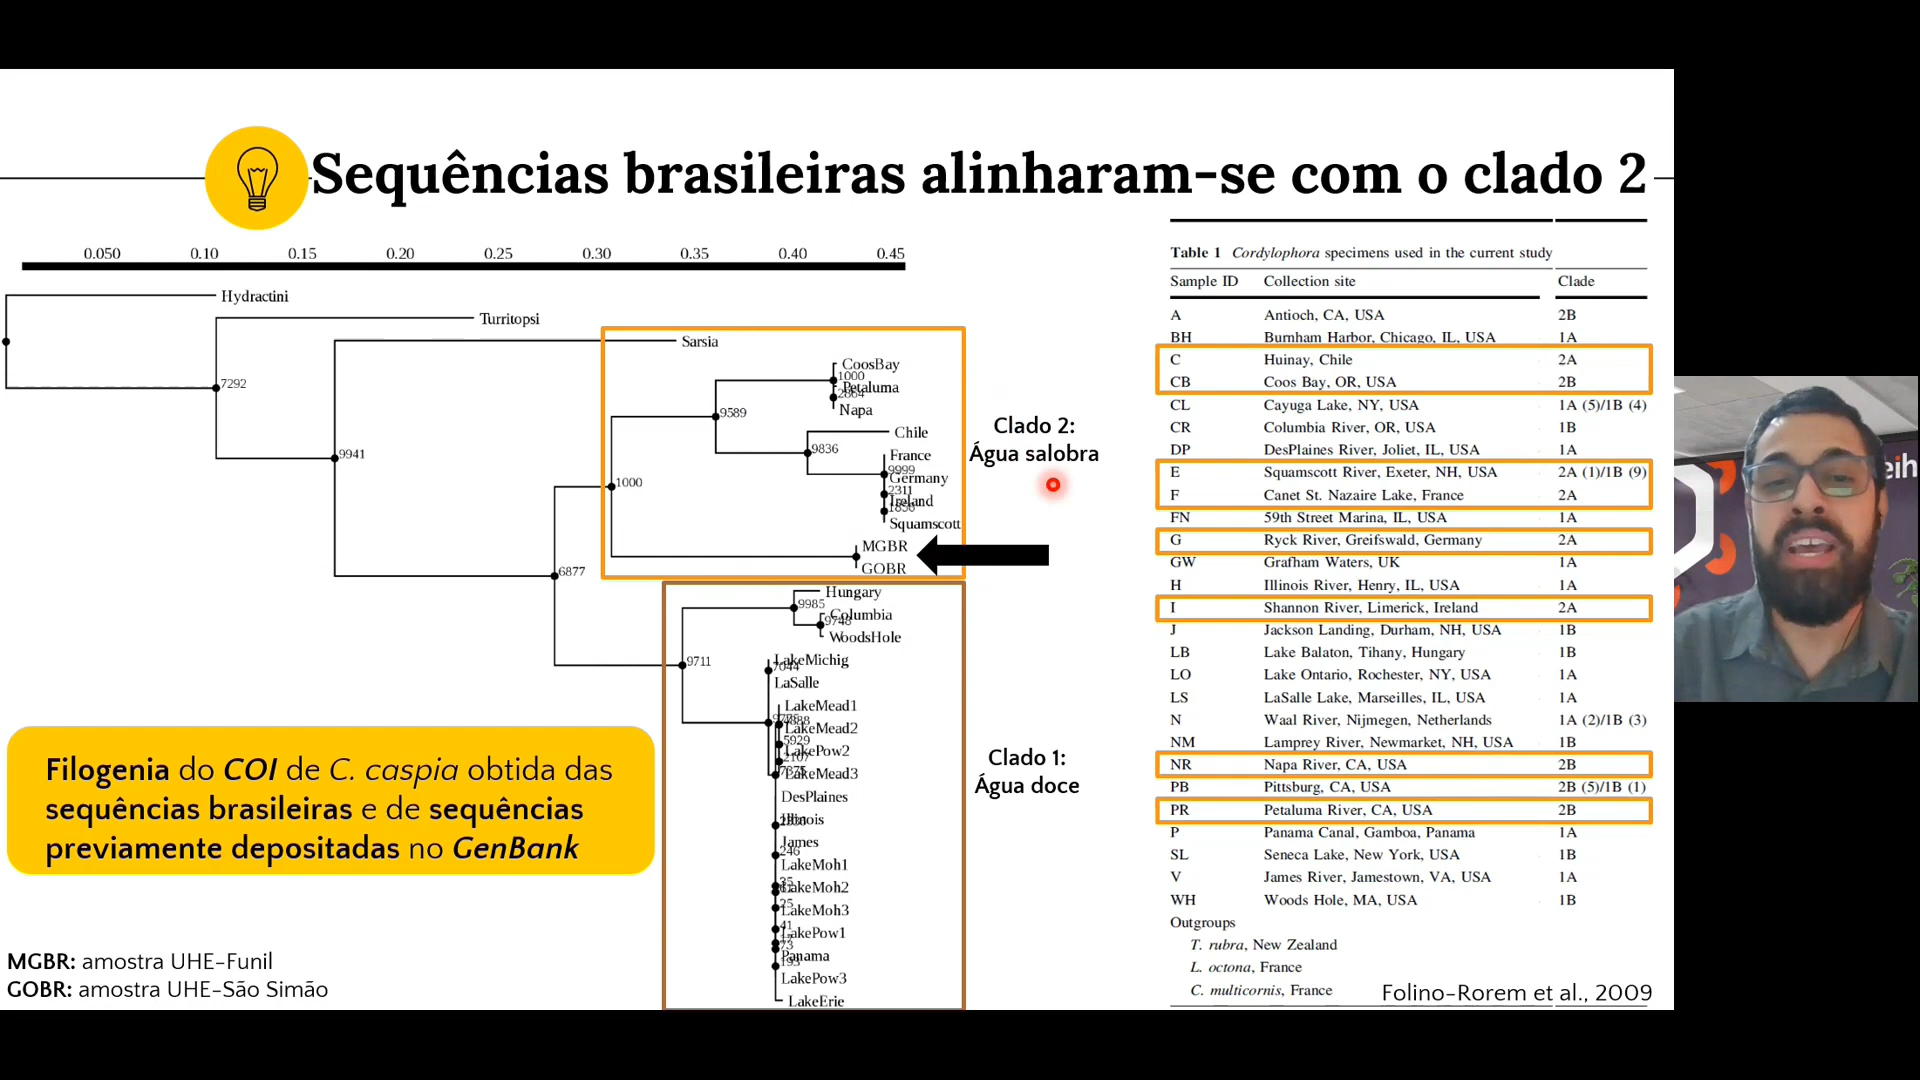 Sequências brasileiras alinharam-se com o clado 2
0.050 0.10 0.15 0.20 0.25 0.30 0.35 0.40 0.45
Hydractini
Turritopsi
Sarsia
CoosBay
1000
Petaluma
Napa
7292
9589
Chile
9836
France
9999
Germany
2311
Ireland
1856
Squamscott
9941
1000
MGBR
GOBR
6877
Hungary
9985
Columbia
9748
WoodsHole
9711
LakeMichig
7044
LaSalle
LakeMead1
LakeMead2
5929
LakePow2
2107
LakeMead3
DesPlaines
Illinois
James
246
LakeMoh1
35
LakeMoh2
25
LakeMoh3
41
LakePow1
73
Panama
193
LakePow3
LakeErie
Clado 2:
Água salobra
Clado 1:
Água doce
Filogenia do COI de C. caspia obtida das
sequências brasileiras e de sequências
previamente depositadas no GenBank
MGBR: amostra UHE-Funil
GOBR: amostra UHE-São Simão
Table 1 Cordylophora specimens used in the current study
Sample ID Collection site Clade
A Antioch, CA, USA 2B
BH Burnham Harbor, Chicago, IL, USA 1A
C Huinay, Chile 2A
CB Coos Bay, OR, USA 2B
CL Cayuga Lake, NY, USA 1A (5)/1B (4)
CR Columbia River, OR, USA 1B
DP DesPlaines River, Joliet, IL, USA 1A
E Squamscott River, Exeter, NH, USA 2A (1)/1B (9)
F Canet St. Nazaire Lake, France 2A
FN 59th Street Marina, IL, USA 1A
G Ryck River, Greifswald, Germany 2A
GW Grafham Waters, UK 1A
H Illinois River, Henry, IL, USA 1A
I Shannon River, Limerick, Ireland 2A
J Jackson Landing, Durham, NH, USA 1B
LB Lake Balaton, Tihany, Hungary 1B
LO Lake Ontario, Rochester, NY, USA 1A
LS LaSalle Lake, Marseilles, IL, USA 1A
N Waal River, Nijmegen, Netherlands 1A (2)/1B (3)
NM Lamprey River, Newmarket, NH, USA 1B
NR Napa River, CA, USA 2B
PB Pittsburg, CA, USA 2B (5)/1B (1)
PR Petaluma River, CA, USA 2B
P Panama Canal, Gamboa, Panama 1A
SL Seneca Lake, New York, USA 1B
V James River, Jamestown, VA, USA 1A
WH Woods Hole, MA, USA 1B
Outgroups
T. rubra, New Zealand
L. octona, France
C. multicornis, France
Folino-Rorem et al., 2009
eih